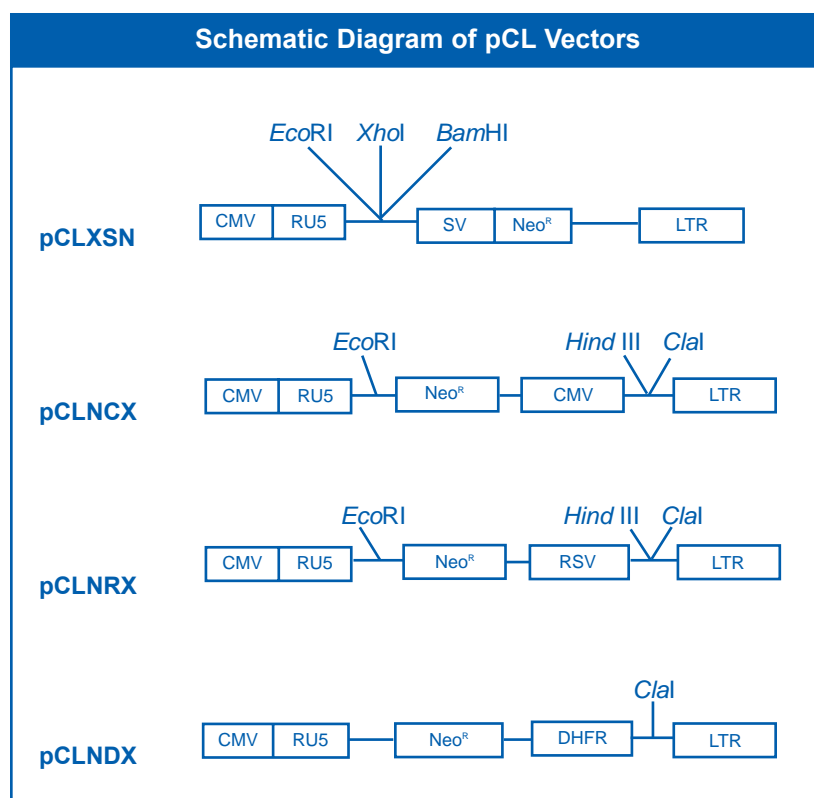 Schematic Diagram of pCL Vectors
EcoRI XhoI BamHI
pCLXSN CMV RU5 SV Neoᴿ LTR
EcoRI Hind III ClaI
pCLNCX CMV RU5 Neoᴿ CMV LTR
EcoRI Hind III ClaI
pCLNRX CMV RU5 Neoᴿ RSV LTR
ClaI
pCLNDX CMV RU5 Neoᴿ DHFR LTR